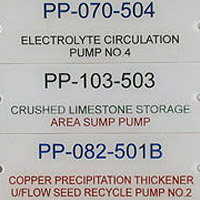 PP-070-504
ELECTROLYTE CIRCULATION
PUMP NO.4
PP-103-503
CRUSHED LIMESTONE STORAGE
AREA SUMP PUMP
PP-082-501B
COPPER PRECIPITATION THICKENER
U/FLOW SEED RECYCLE PUMP NO.2